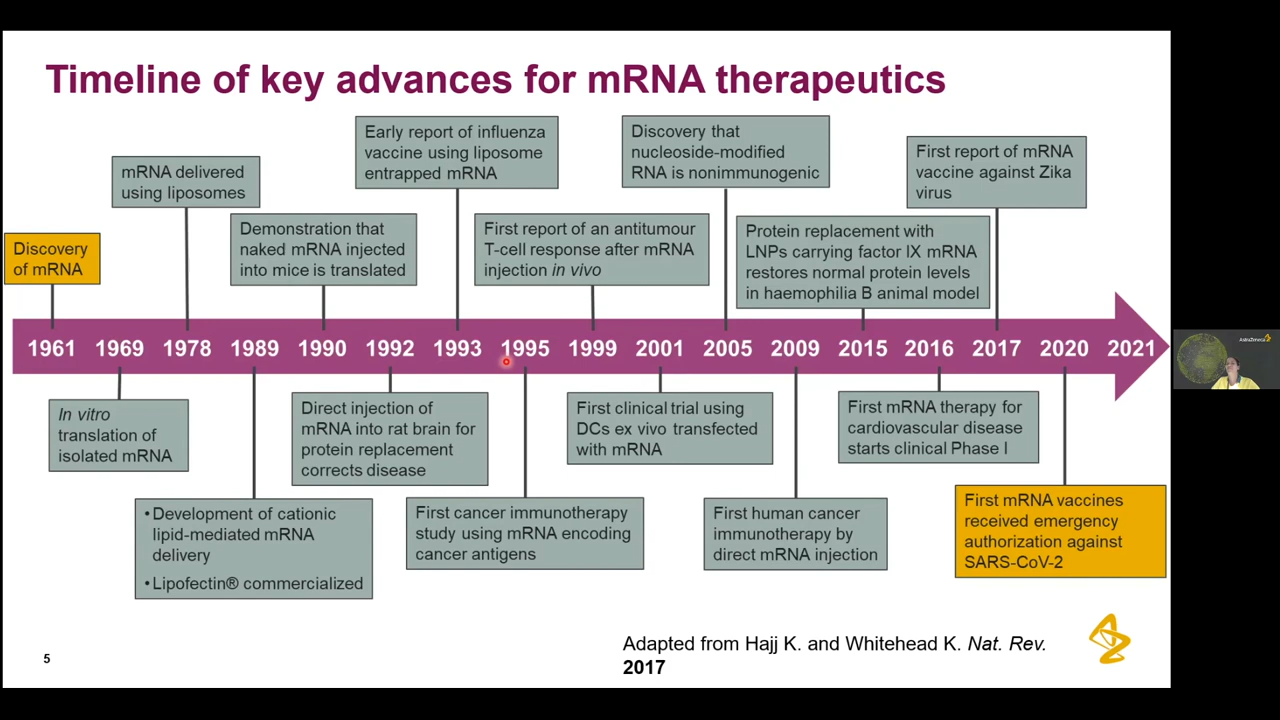 Timeline of key advances for mRNA therapeutics
Early report of influenza
vaccine using liposome
entrapped mRNA
Discovery that
nucleoside-modified
RNA is nonimmunogenic
First report of mRNA
vaccine against Zika
virus
mRNA delivered
using liposomes
Demonstration that
naked mRNA injected
into mice is translated
First report of an antitumour
T-cell response after mRNA
injection in vivo
Protein replacement with
LNPs carrying factor IX mRNA
restores normal protein levels
in haemophilia B animal model
Discovery
of mRNA
1961 1969 1978 1989 1990 1992 1993 1995 1999 2001 2005 2009 2015 2016 2017 2020 2021
AstraZeneca
In vitro
translation of
isolated mRNA
Direct injection of
mRNA into rat brain for
protein replacement
corrects disease
First clinical trial using
DCs ex vivo transfected
with mRNA
First mRNA therapy for
cardiovascular disease
starts clinical Phase I
•Development of cationic
lipid-mediated mRNA
delivery
•Lipofectin® commercialized
First cancer immunotherapy
study using mRNA encoding
cancer antigens
First human cancer
immunotherapy by
direct mRNA injection
First mRNA vaccines
received emergency
authorization against
SARS-CoV-2
5
Adapted from Hajj K. and Whitehead K. Nat. Rev.
2017